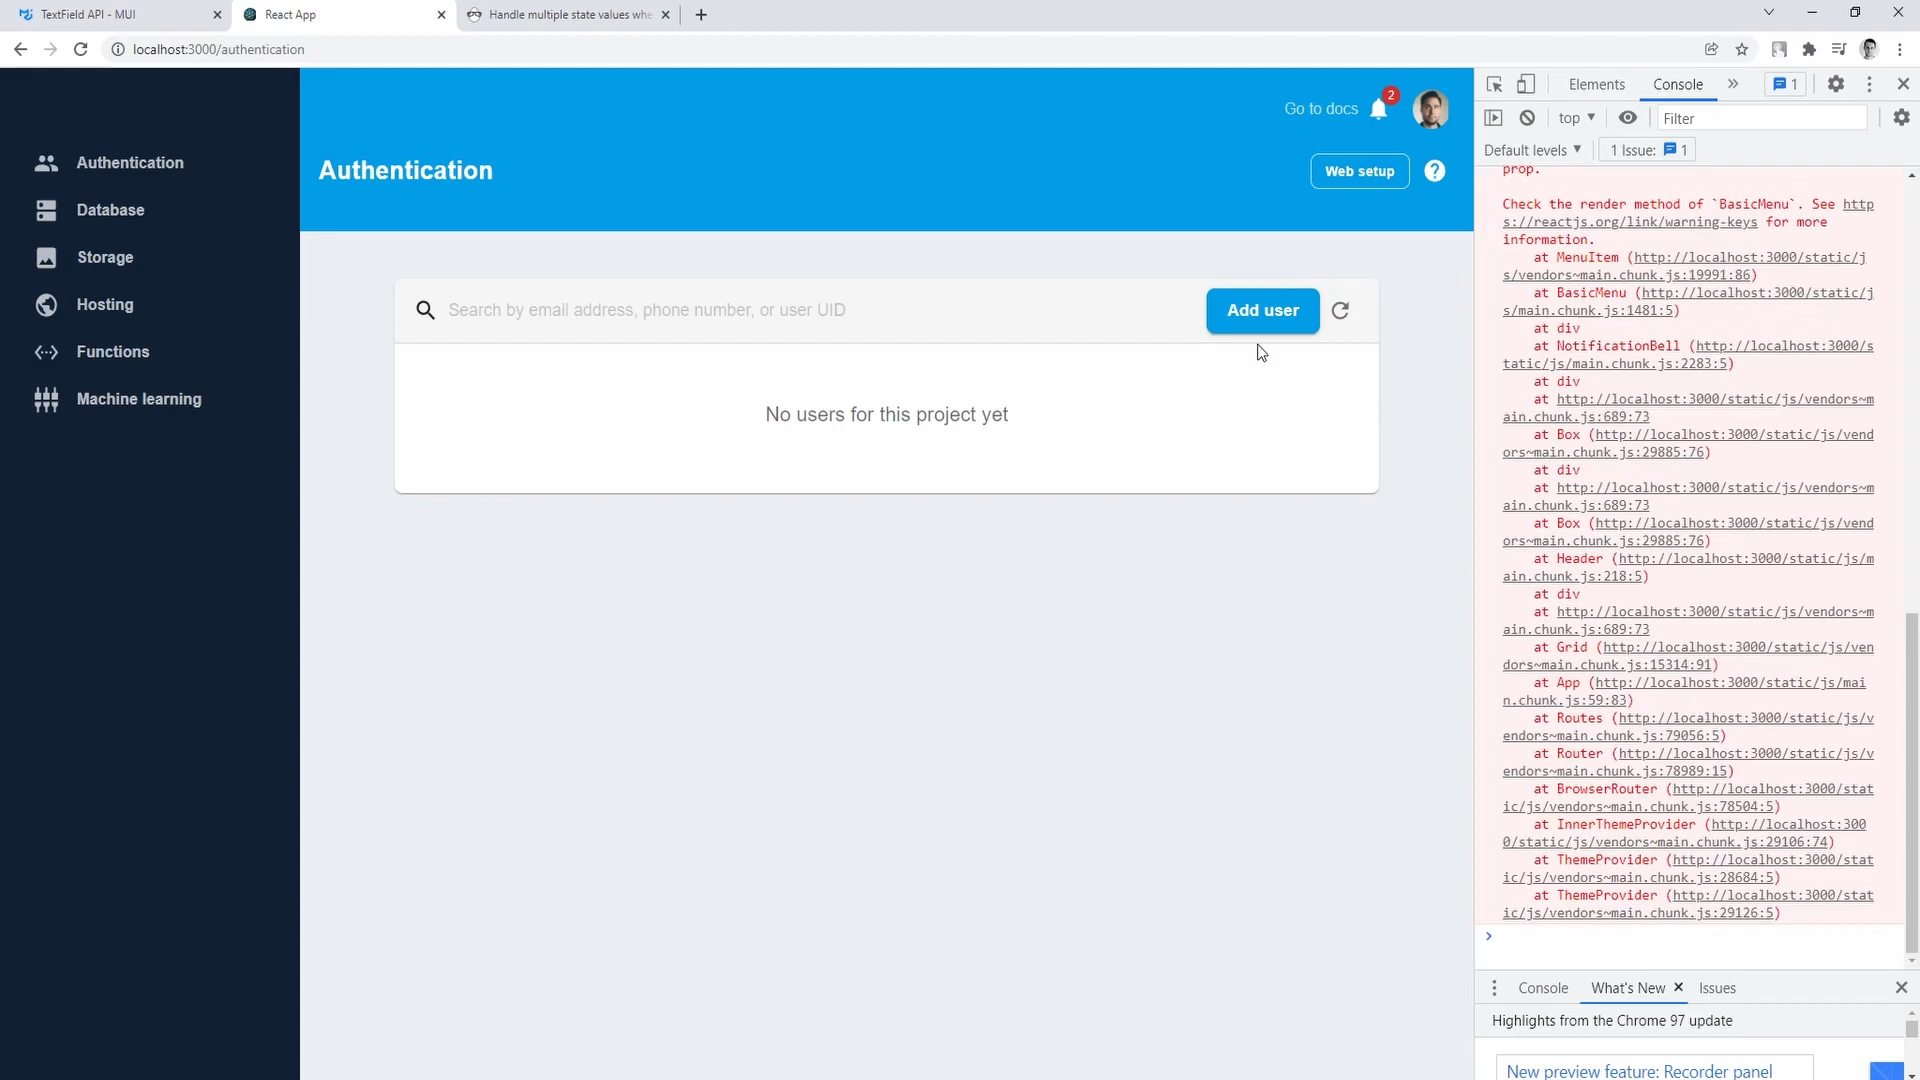 TextField API - MUI
React App
Handle multiple state values whe
localhost:3000/authentication
Authentication
Database
Storage
Hosting
Functions
Machine learning
Go to docs
2
Authentication
Web setup
?
Search by email address, phone number, or user UID
Add user
No users for this project yet
Elements
Console
1
top
Filter
Default levels
1 Issue:
1
prop.
Check the render method of `BasicMenu`. See http
s://reactjs.org/link/warning-keys for more
information.
at MenuItem (http://localhost:3000/static/j
s/vendors~main.chunk.js:19991:86)
at BasicMenu (http://localhost:3000/static/j
s/main.chunk.js:1481:5)
at div
at NotificationBell (http://localhost:3000/s
tatic/js/main.chunk.js:2283:5)
at div
at http://localhost:3000/static/js/vendors~m
ain.chunk.js:689:73
at Box (http://localhost:3000/static/js/vend
ors~main.chunk.js:29885:76)
at div
at http://localhost:3000/static/js/vendors~m
ain.chunk.js:689:73
at Box (http://localhost:3000/static/js/vend
ors~main.chunk.js:29885:76)
at Header (http://localhost:3000/static/js/m
ain.chunk.js:218:5)
at div
at http://localhost:3000/static/js/vendors~m
ain.chunk.js:689:73
at Grid (http://localhost:3000/static/js/ven
dors~main.chunk.js:15314:91)
at App (http://localhost:3000/static/js/mai
n.chunk.js:59:83)
at Routes (http://localhost:3000/static/js/v
endors~main.chunk.js:79056:5)
at Router (http://localhost:3000/static/js/v
endors~main.chunk.js:78989:15)
at BrowserRouter (http://localhost:3000/stat
ic/js/vendors~main.chunk.js:78504:5)
at InnerThemeProvider (http://localhost:300
0/static/js/vendors~main.chunk.js:29106:74)
at ThemeProvider (http://localhost:3000/stat
ic/js/vendors~main.chunk.js:28684:5)
at ThemeProvider (http://localhost:3000/stat
ic/js/vendors~main.chunk.js:29126:5)
Console
What's New
Issues
Highlights from the Chrome 97 update
New preview feature: Recorder panel